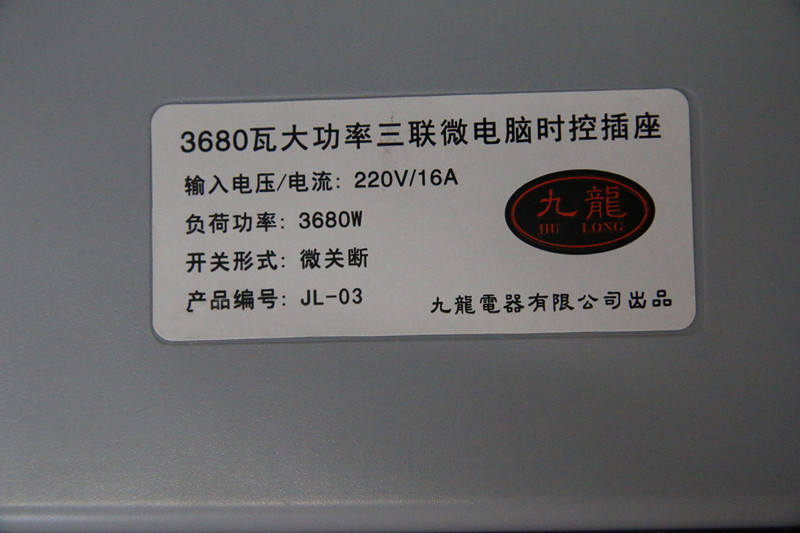 3680瓦大功率三联微电脑时控插座
输入电压/电流: 220V/16A
负荷功率: 3680W
开关形式: 微关断
产品编号: JL-03
九龍
JIU LONG
九龍電器有限公司出品